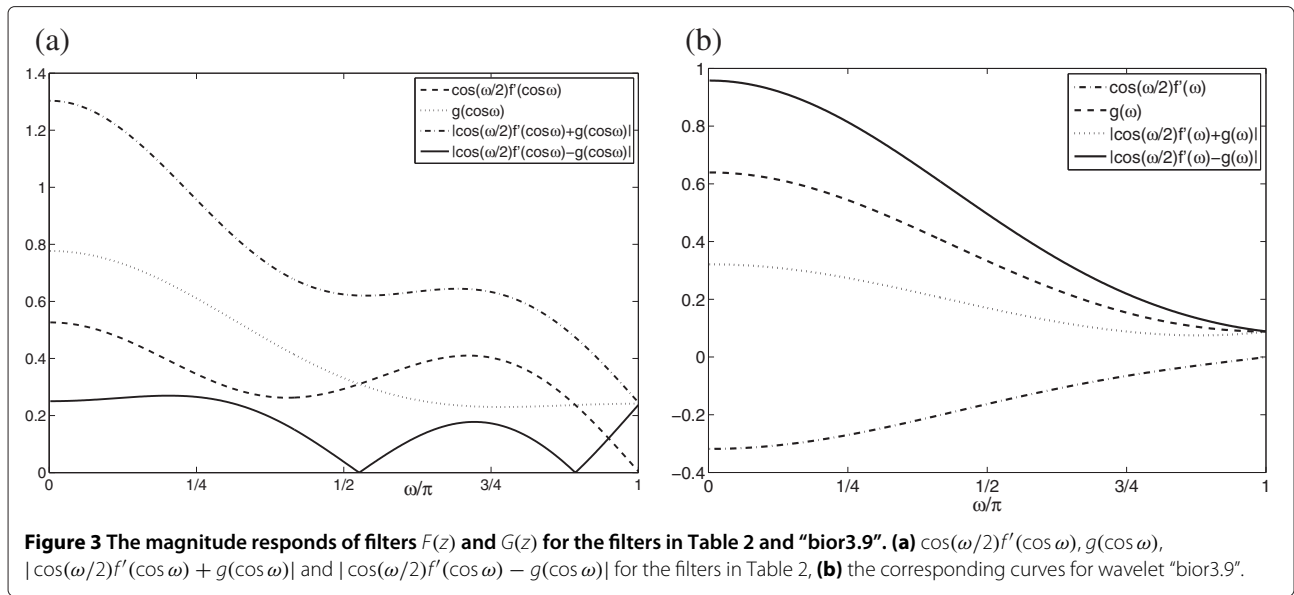 (a)
1.4
1.2
1
0.8
0.6
0.4
0.2
0
0
1/4
1/2
3/4
1
ω/π
cos(ω/2)f'(cosω)
g(cosω)
|cos(ω/2)f'(cosω)+g(cosω)|
|cos(ω/2)f'(cosω)−g(cosω)|
(b)
1
0.8
0.6
0.4
0.2
0
−0.2
−0.4
0
1/4
1/2
3/4
1
ω/π
cos(ω/2)f'(ω)
g(ω)
|cos(ω/2)f'(ω)+g(ω)|
|cos(ω/2)f'(ω)−g(ω)|
Figure 3 The magnitude responds of filters F(z) and G(z) for the filters in Table 2 and “bior3.9”. (a) cos(ω/2)f′(cos ω), g(cos ω),
| cos(ω/2)f′(cos ω) + g(cos ω)| and | cos(ω/2)f′(cos ω) − g(cos ω)| for the filters in Table 2, (b) the corresponding curves for wavelet “bior3.9”.